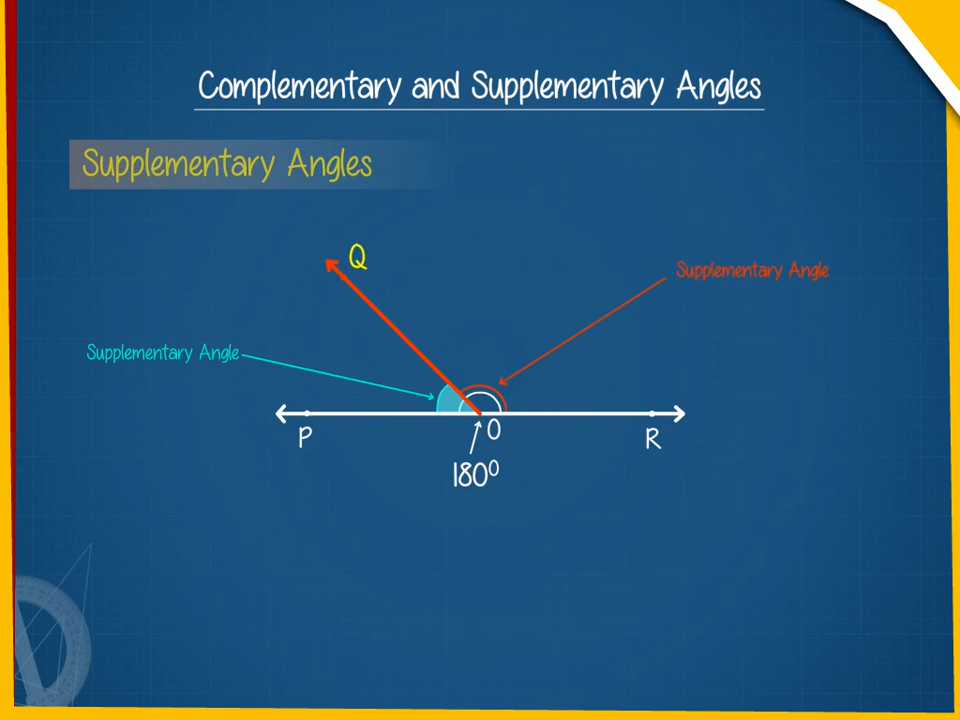 Complementary and Supplementary Angles
Supplementary Angles
Q
Supplementary Angle
Supplementary Angle
P
O
R
180⁰